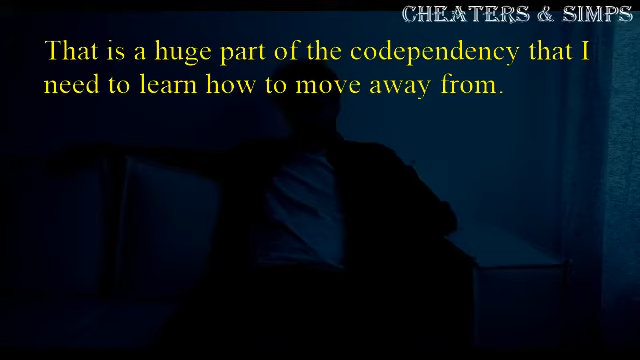 CHEATERS & SIMPS
That is a huge part of the codependency that I
need to learn how to move away from.